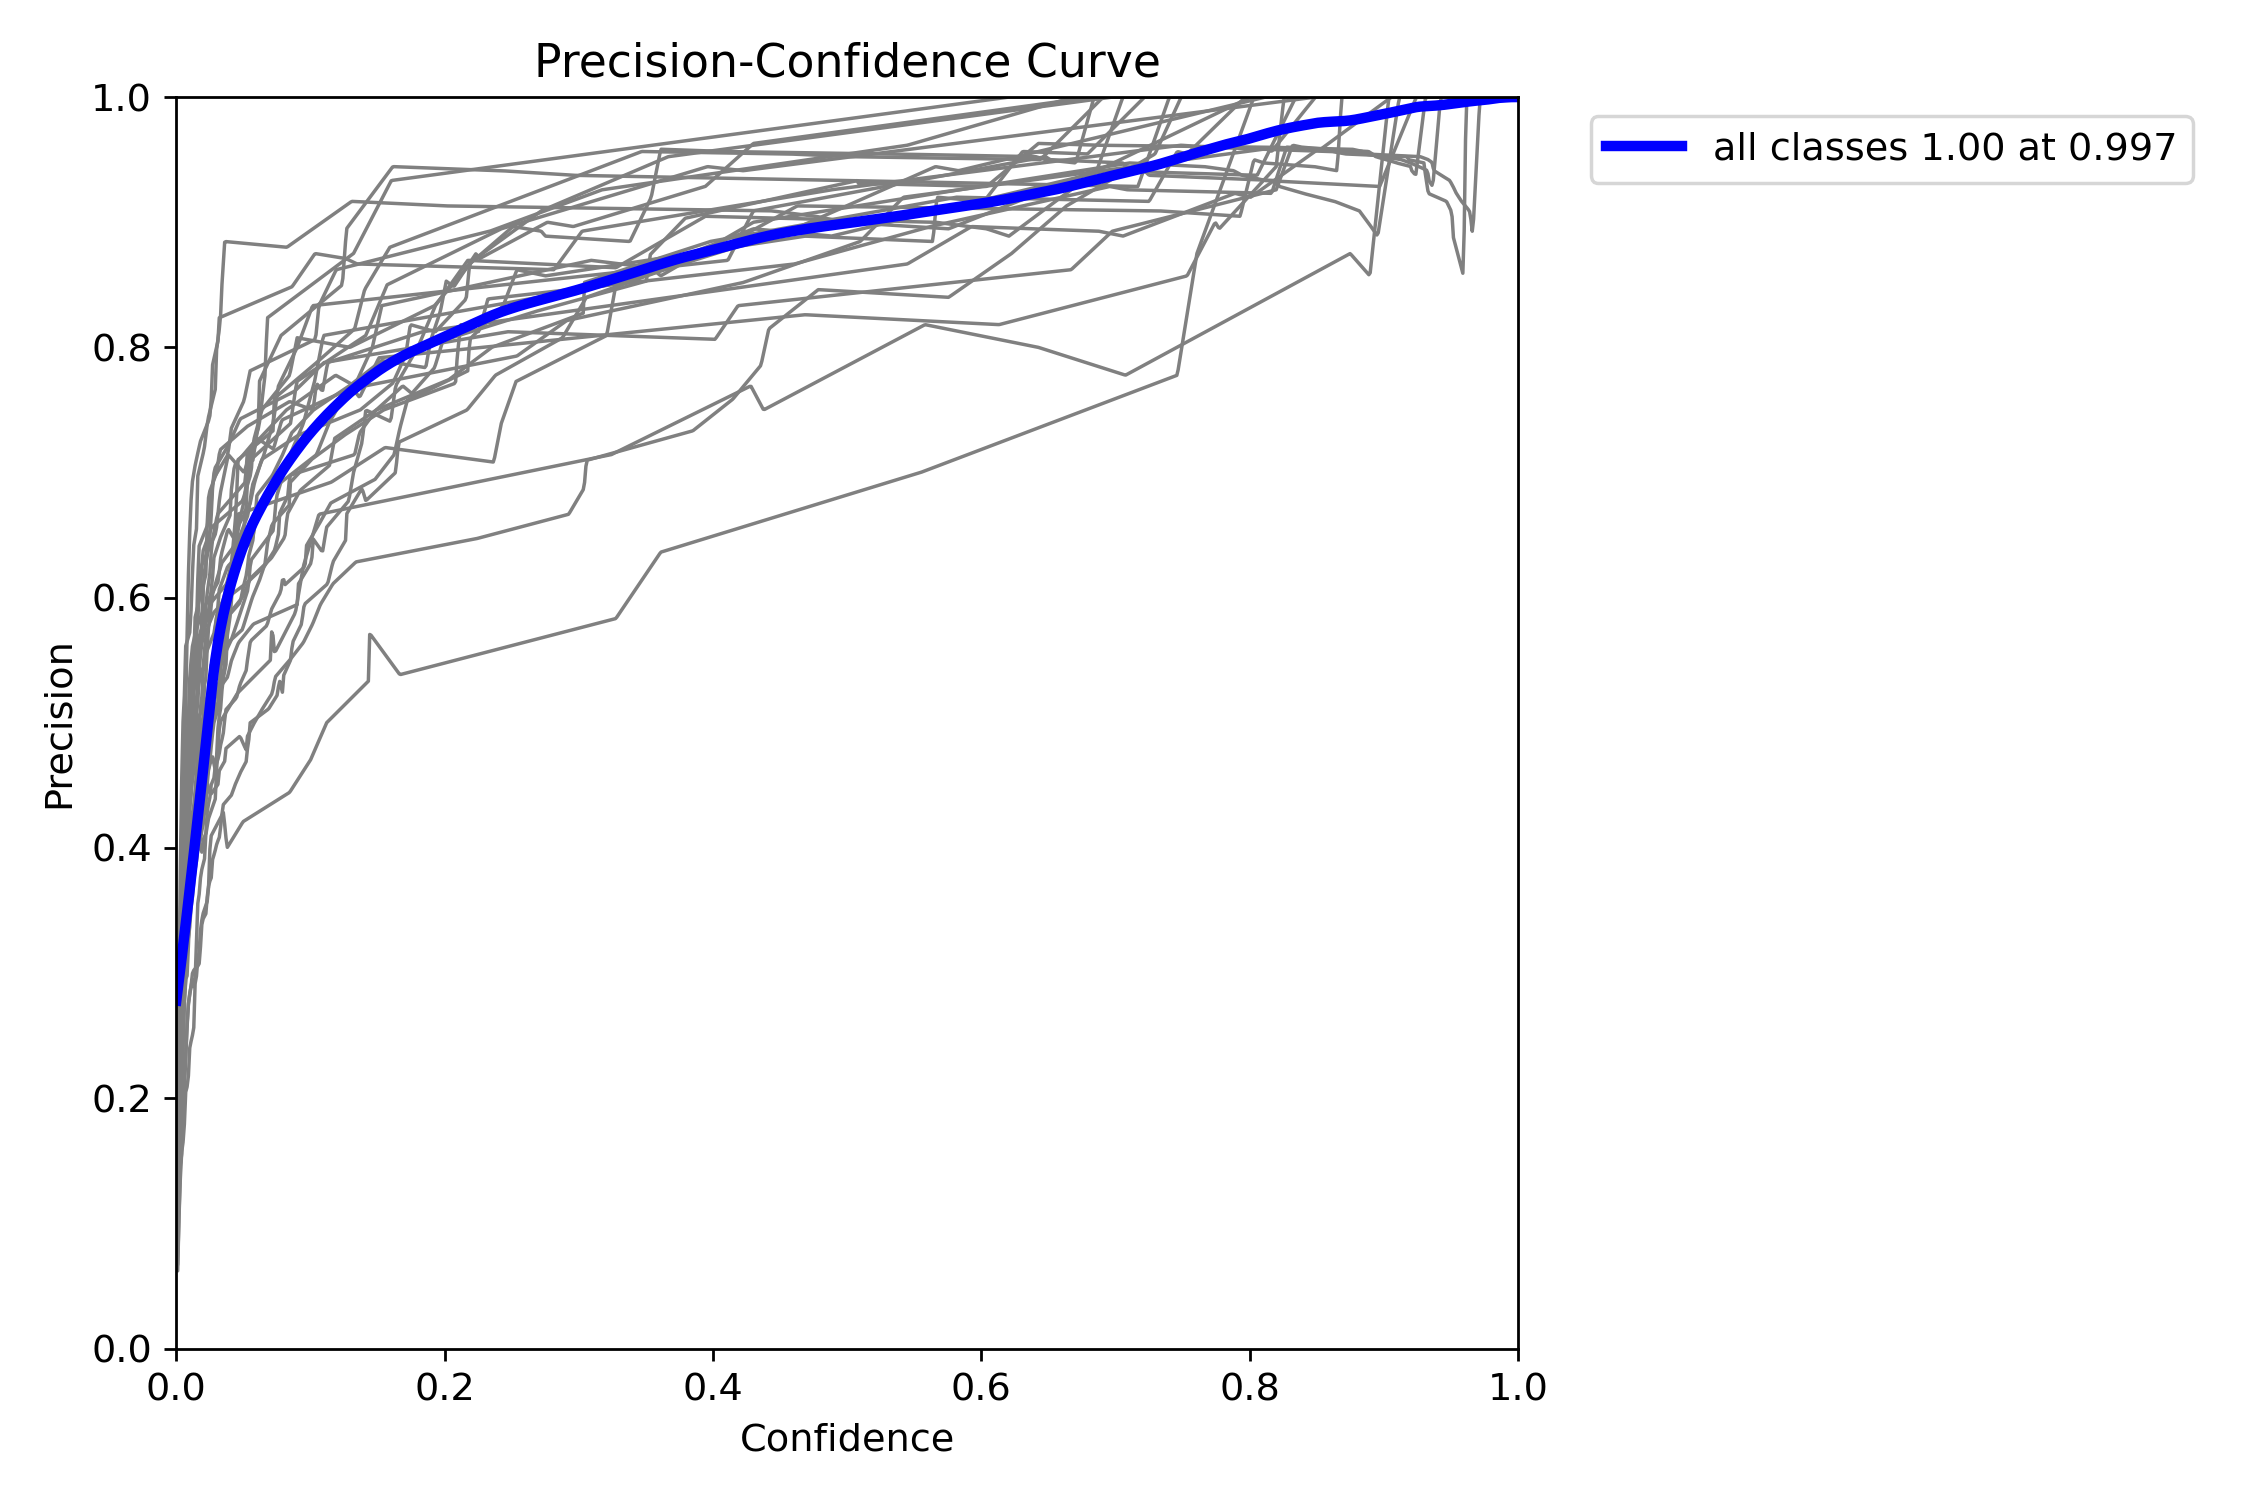 Precision-Confidence Curve
all classes 1.00 at 0.997
Precision
1.0
0.8
0.6
0.4
0.2
0.0
0.0 0.2 0.4 0.6 0.8 1.0
Confidence